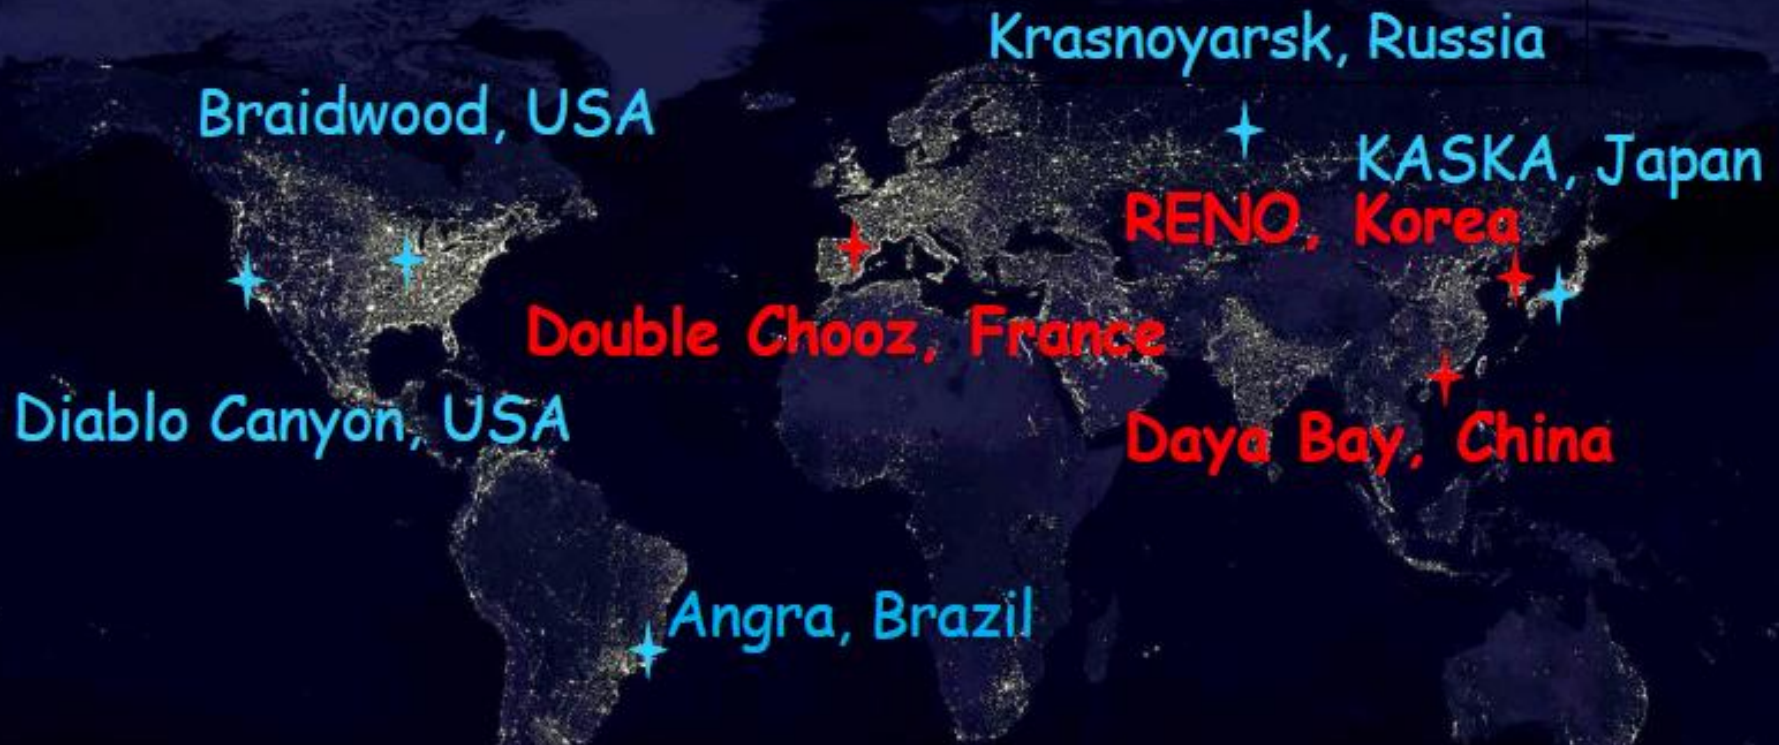 Krasnoyarsk, Russia
Braidwood, USA
KASKA, Japan
RENO, Korea
Double Chooz, France
Diablo Canyon, USA
Daya Bay, China
Angra, Brazil